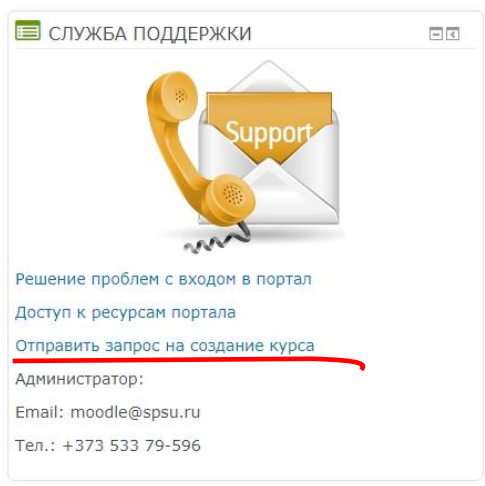 СЛУЖБА ПОДДЕРЖКИ
Support
Решение проблем с входом в портал
Доступ к ресурсам портала
Отправить запрос на создание курса
Администратор:
Email: moodle@spsu.ru
Тел.: +373 533 79-596